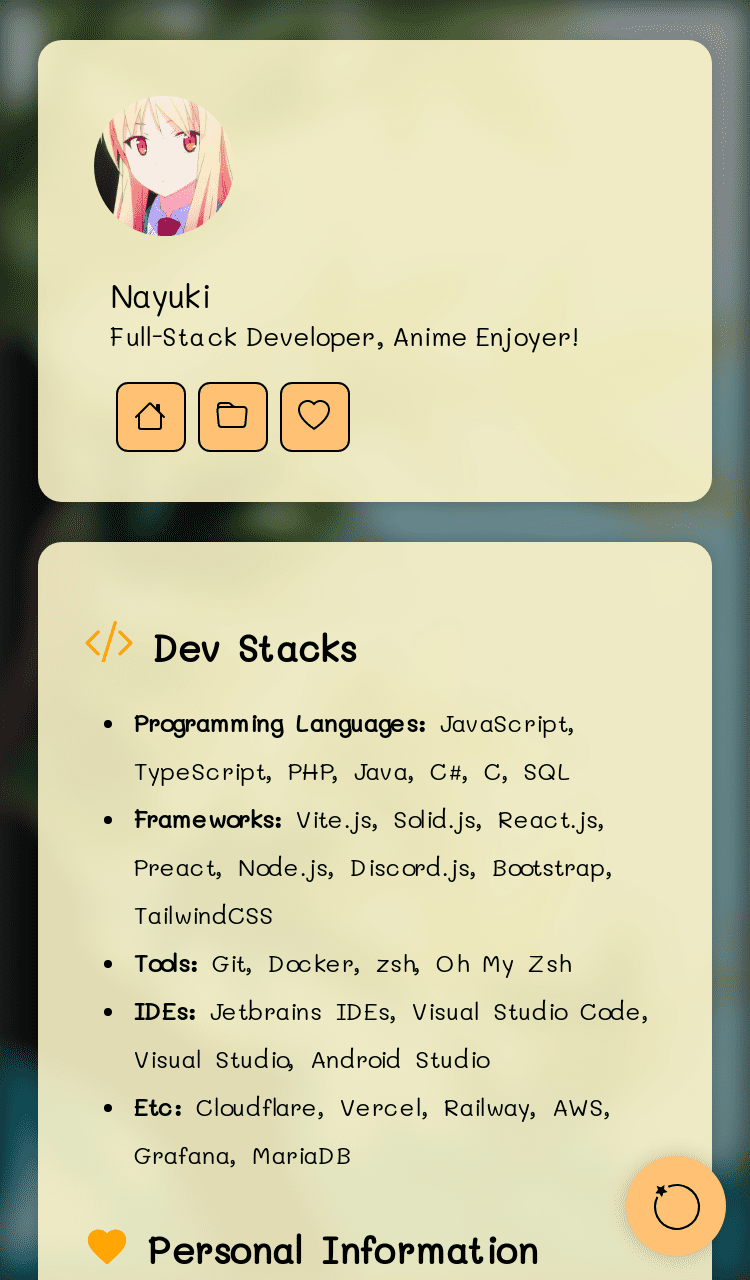 Nayuki
Full-Stack Developer, Anime Enjoyer!
Dev Stacks
Programming Languages: JavaScript,
TypeScript, PHP, Java, C#, C, SQL
Frameworks: Vite.js, Solid.js, React.js,
Preact, Node.js, Discord.js, Bootstrap,
TailwindCSS
Tools: Git, Docker, zsh, Oh My Zsh
IDEs: Jetbrains IDEs, Visual Studio Code,
Visual Studio, Android Studio
Etc: Cloudflare, Vercel, Railway, AWS,
Grafana, MariaDB
Personal Information